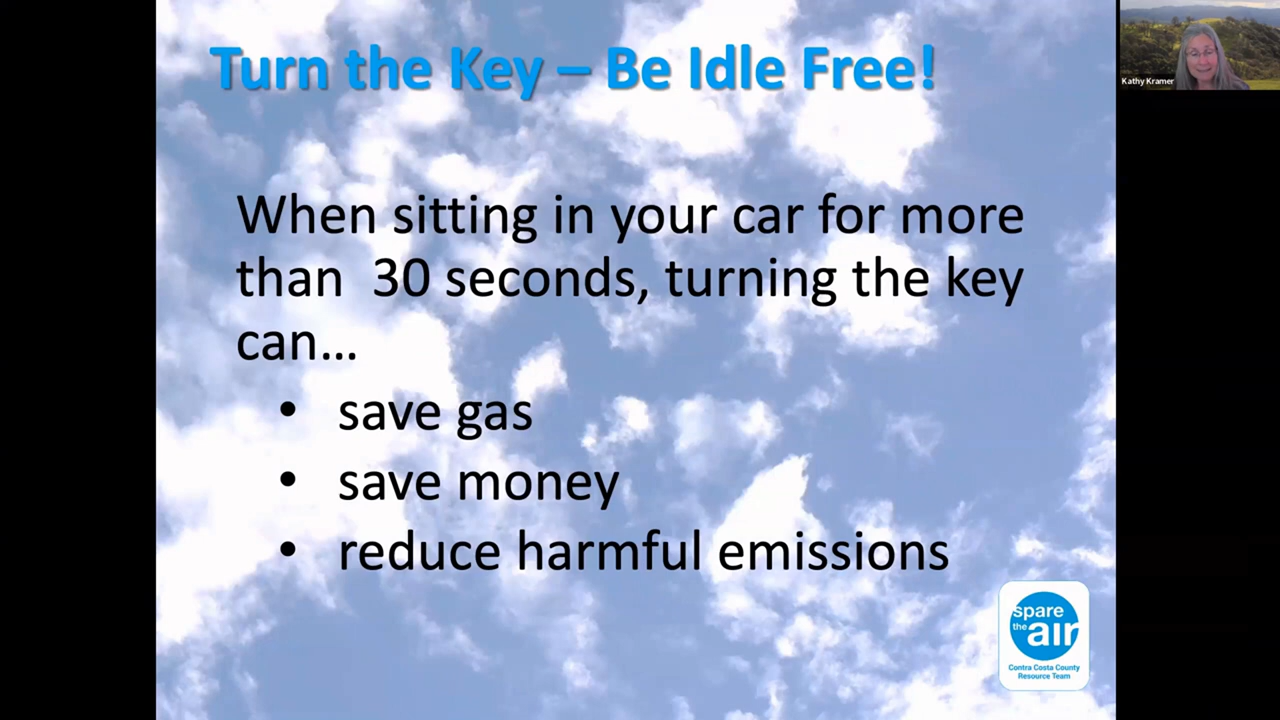 Turn the Key – Be Idle Free!
Kathy Kramer
When sitting in your car for more
than  30 seconds, turning the key
can…
• save gas
• save money
• reduce harmful emissions
spare
the air
Contra Costa County
Resource Team